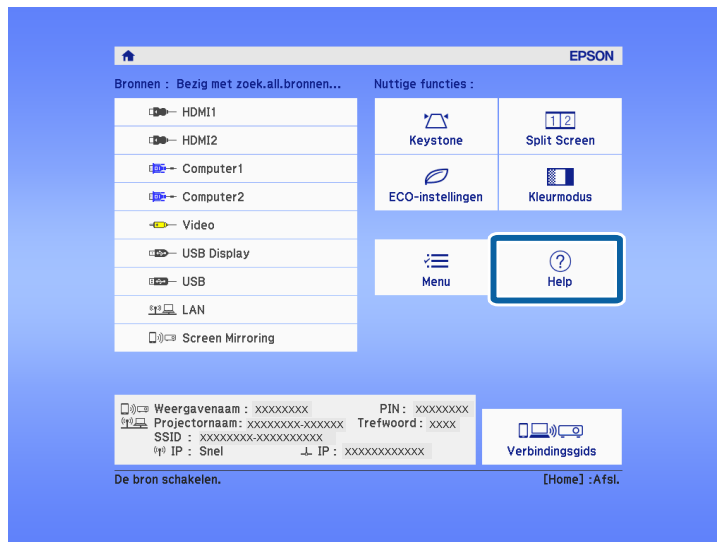 EPSON
Bronnen : Bezig met zoek.all.bronnen...
HDMI1
HDMI2
Computer1
Computer2
Video
USB Display
USB
LAN
Screen Mirroring
Nuttige functies :
Keystone
1 2
Split Screen
ECO-instellingen
Kleurmodus
Menu
?
Help
Weergavenaam : XXXXXXXX PIN : XXXXXXXX
Projectornaam : XXXXXXXX-XXXXXX Trefwoord : XXXX
SSID : XXXXXXXX-XXXXXXXXXX
IP : Snel IP : XXXXXXXXXXXX
Verbindingsgids
De bron schakelen. [Home] :Afsl.